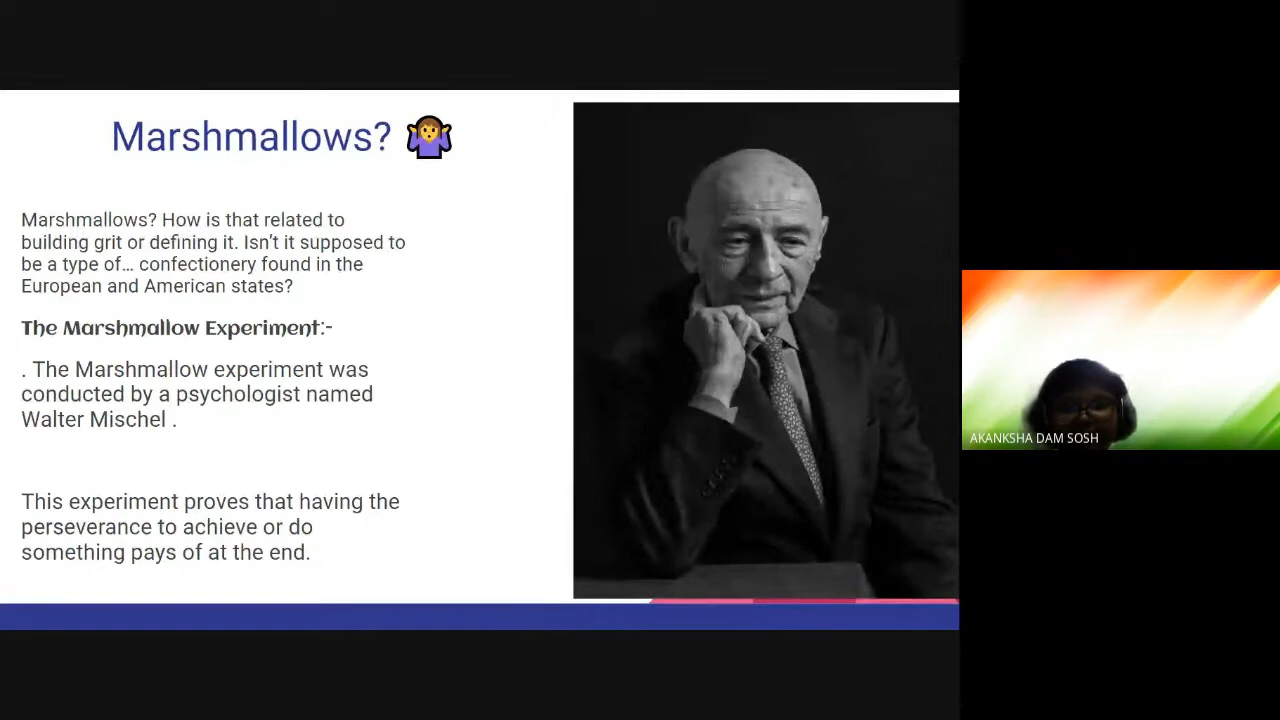 Marshmallows? 🤷‍♀️
Marshmallows? How is that related to
building grit or defining it. Isn't it supposed to
be a type of... confectionery found in the
European and American states?
The Marshmallow Experiment:-
. The Marshmallow experiment was
conducted by a psychologist named
Walter Mischel .
This experiment proves that having the
perseverance to achieve or do
something pays of at the end.
AKANKSHA DAM SOSH